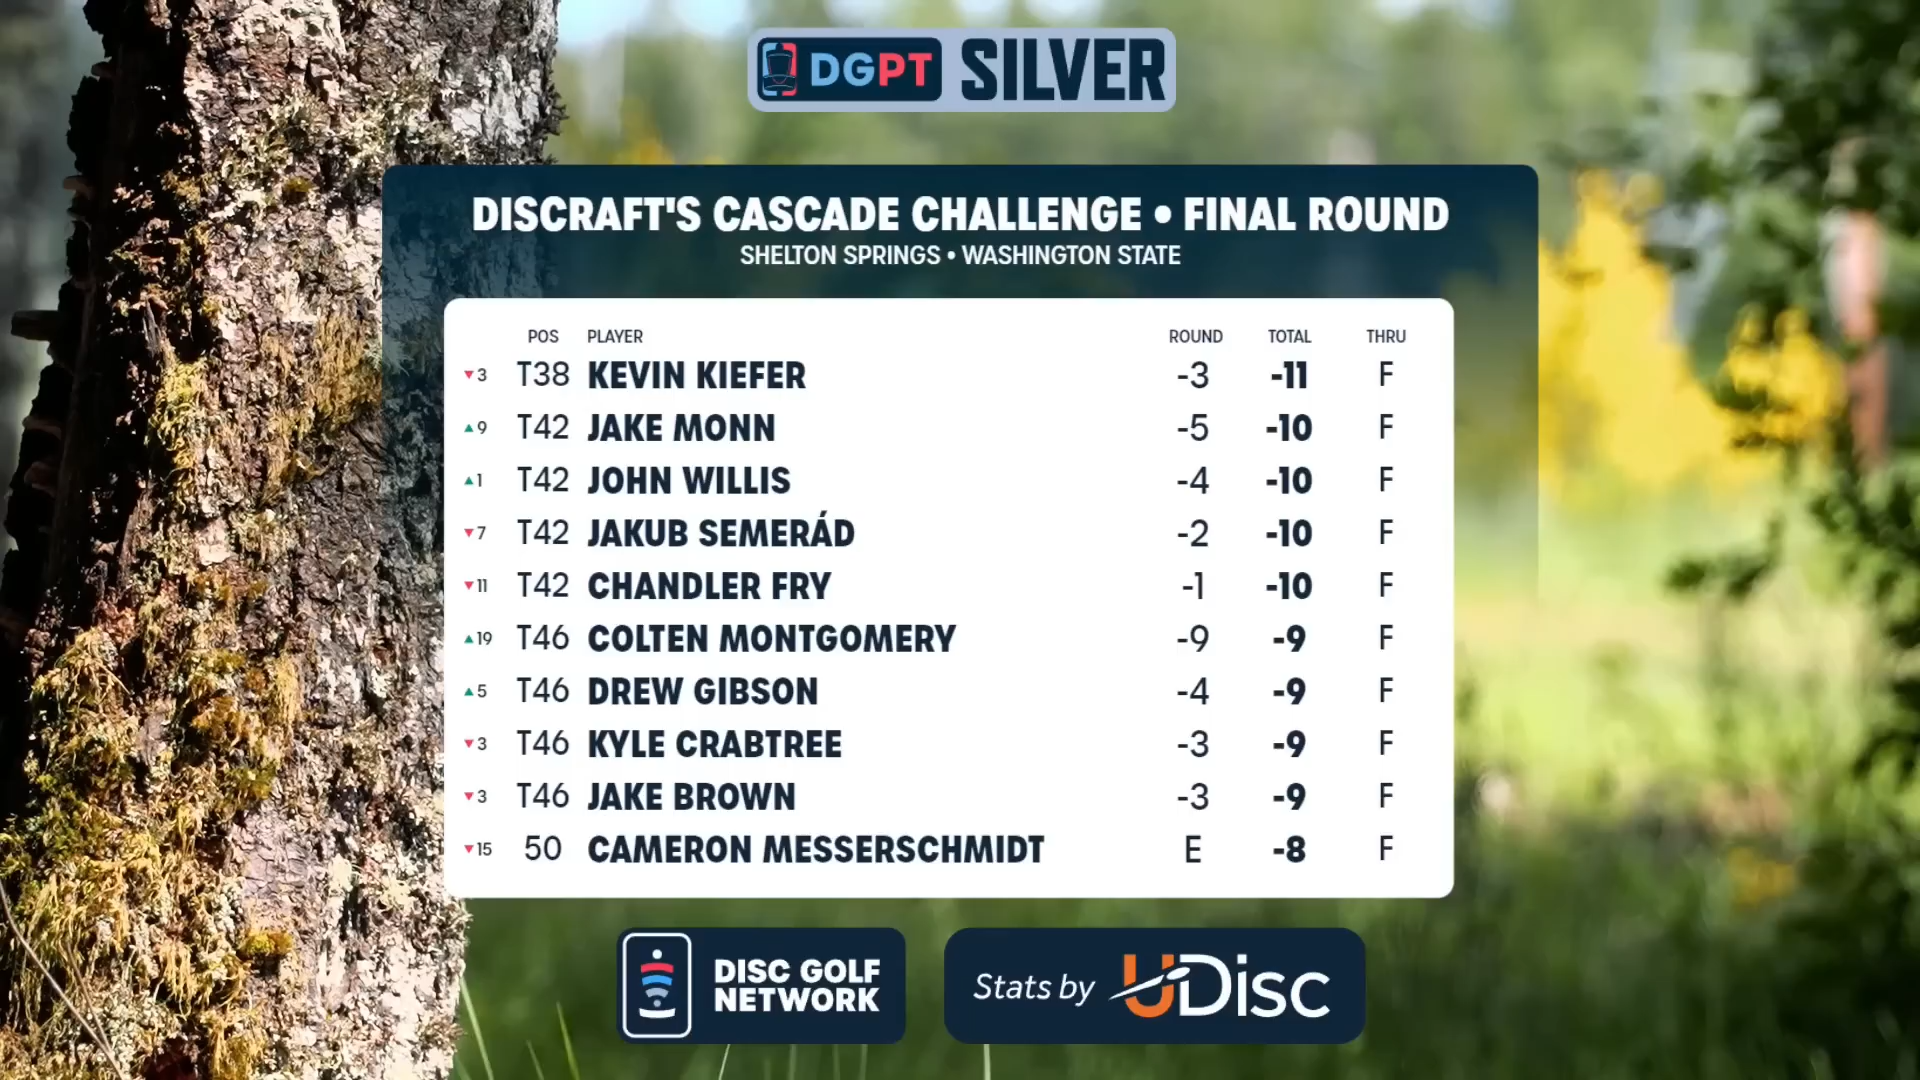 DGPT SILVER
DISCRAFT'S CASCADE CHALLENGE • FINAL ROUND
SHELTON SPRINGS • WASHINGTON STATE
POS PLAYER ROUND TOTAL THRU
▼3 T38 KEVIN KIEFER -3 -11 F
▲9 T42 JAKE MONN -5 -10 F
▲1 T42 JOHN WILLIS -4 -10 F
▼7 T42 JAKUB SEMERÁD -2 -10 F
▼11 T42 CHANDLER FRY -1 -10 F
▲19 T46 COLTEN MONTGOMERY -9 -9 F
▲5 T46 DREW GIBSON -4 -9 F
▼3 T46 KYLE CRABTREE -3 -9 F
▼3 T46 JAKE BROWN -3 -9 F
▼15 50 CAMERON MESSERSCHMIDT E -8 F
DISC GOLF
NETWORK
Stats by UDisc